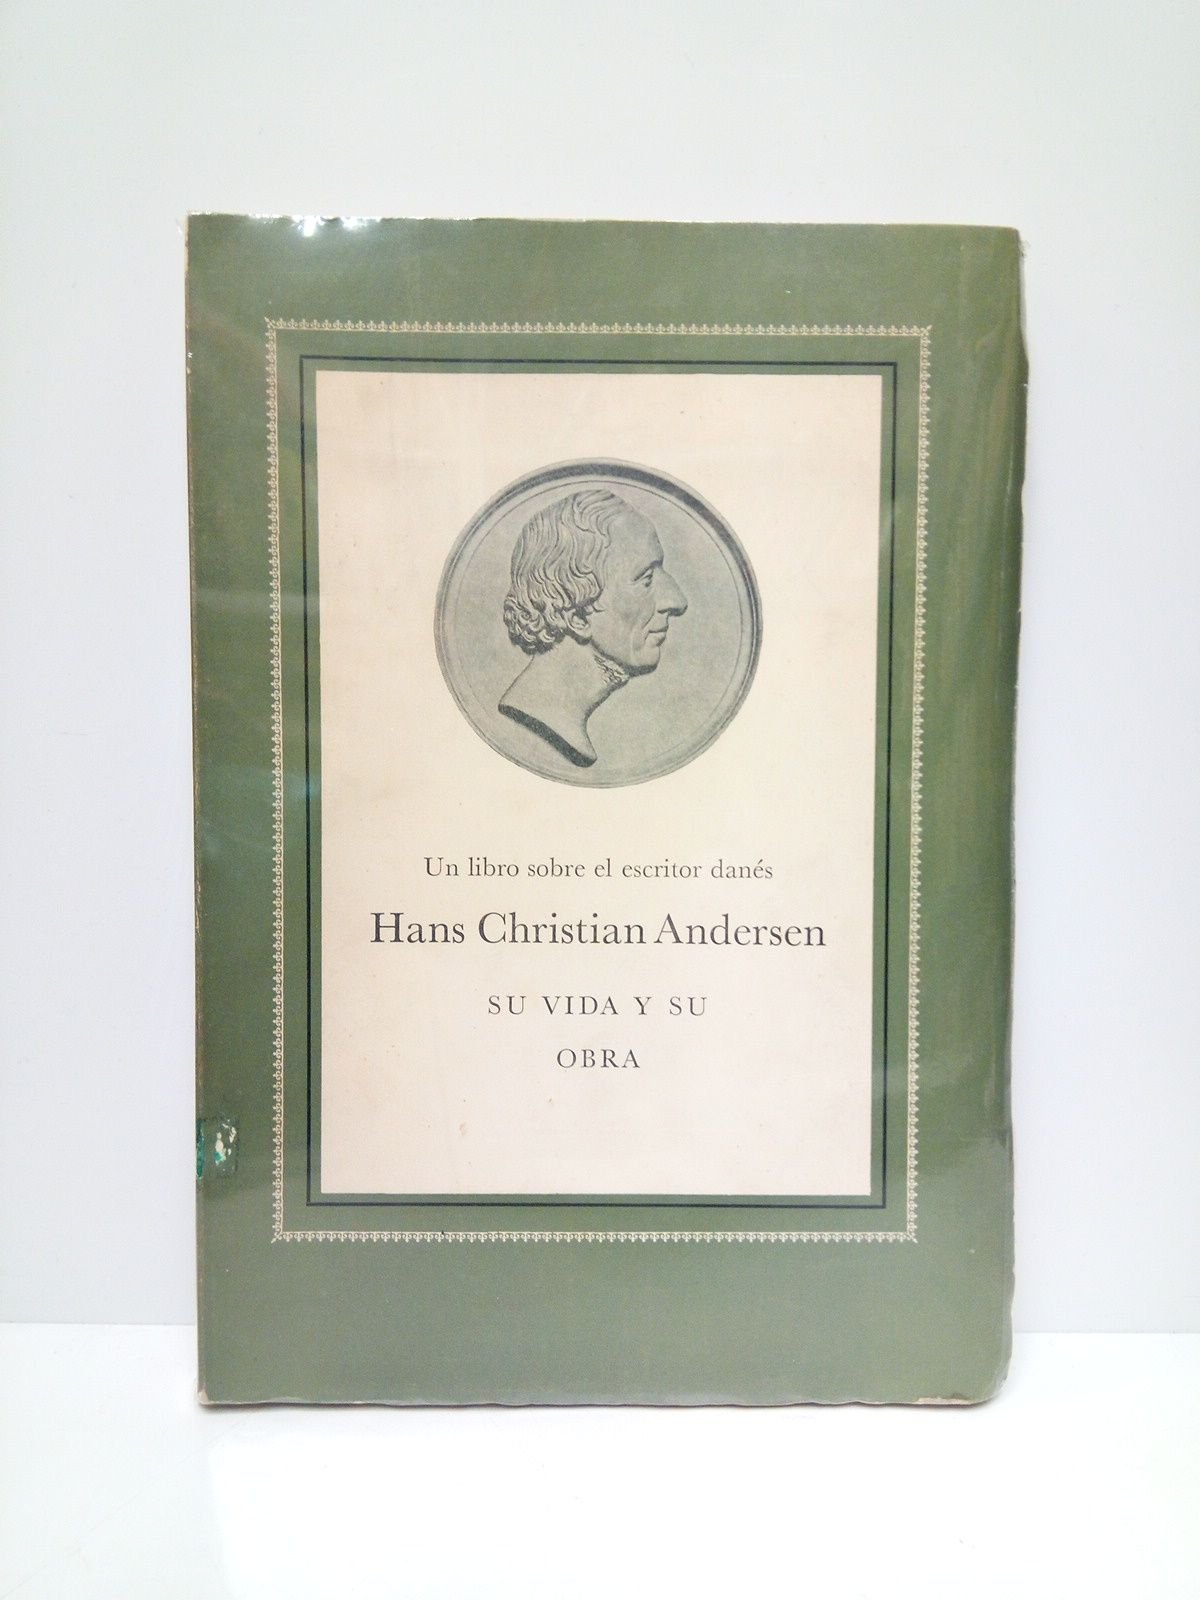 Un libro sobre el escritor danés
Hans Christian Andersen
SU VIDA Y SU
OBRA